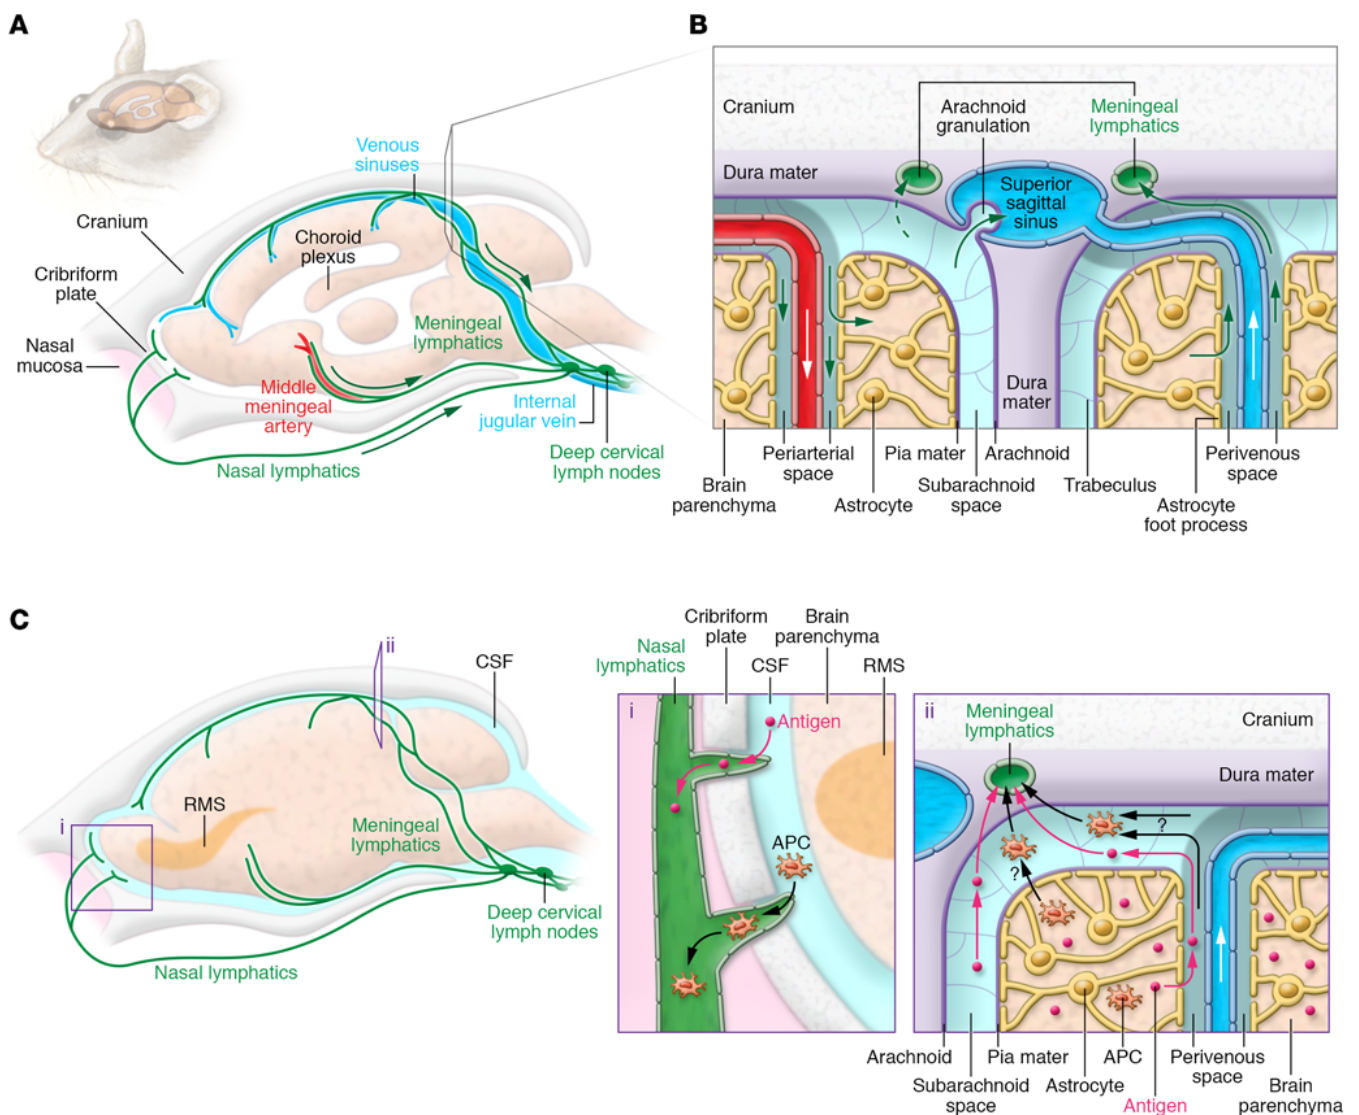 A
Venous
sinuses
Cranium
Choroid
plexus
Cribriform
plate
Nasal
mucosa
Meningeal
lymphatics
Middle
meningeal
artery
Internal
jugular vein
Nasal lymphatics
Deep cervical
lymph nodes
B
Cranium
Arachnoid
granulation
Meningeal
lymphatics
Dura mater
Superior
sagittal
sinus
Dura
mater
Periarterial
space
Pia mater
Arachnoid
Perivenous
space
Brain
parenchyma
Astrocyte
Subarachnoid
space
Trabeculus
Astrocyte
foot process
C
ii
CSF
RMS
i
Meningeal
lymphatics
Deep cervical
lymph nodes
Nasal lymphatics
Cribriform
plate
Brain
parenchyma
Nasal
lymphatics
CSF
RMS
i
Antigen
APC
ii
Meningeal
lymphatics
Cranium
Dura mater
?
?
Arachnoid
Pia mater
APC
Perivenous
space
Subarachnoid
space
Astrocyte
Antigen
Brain
parenchyma